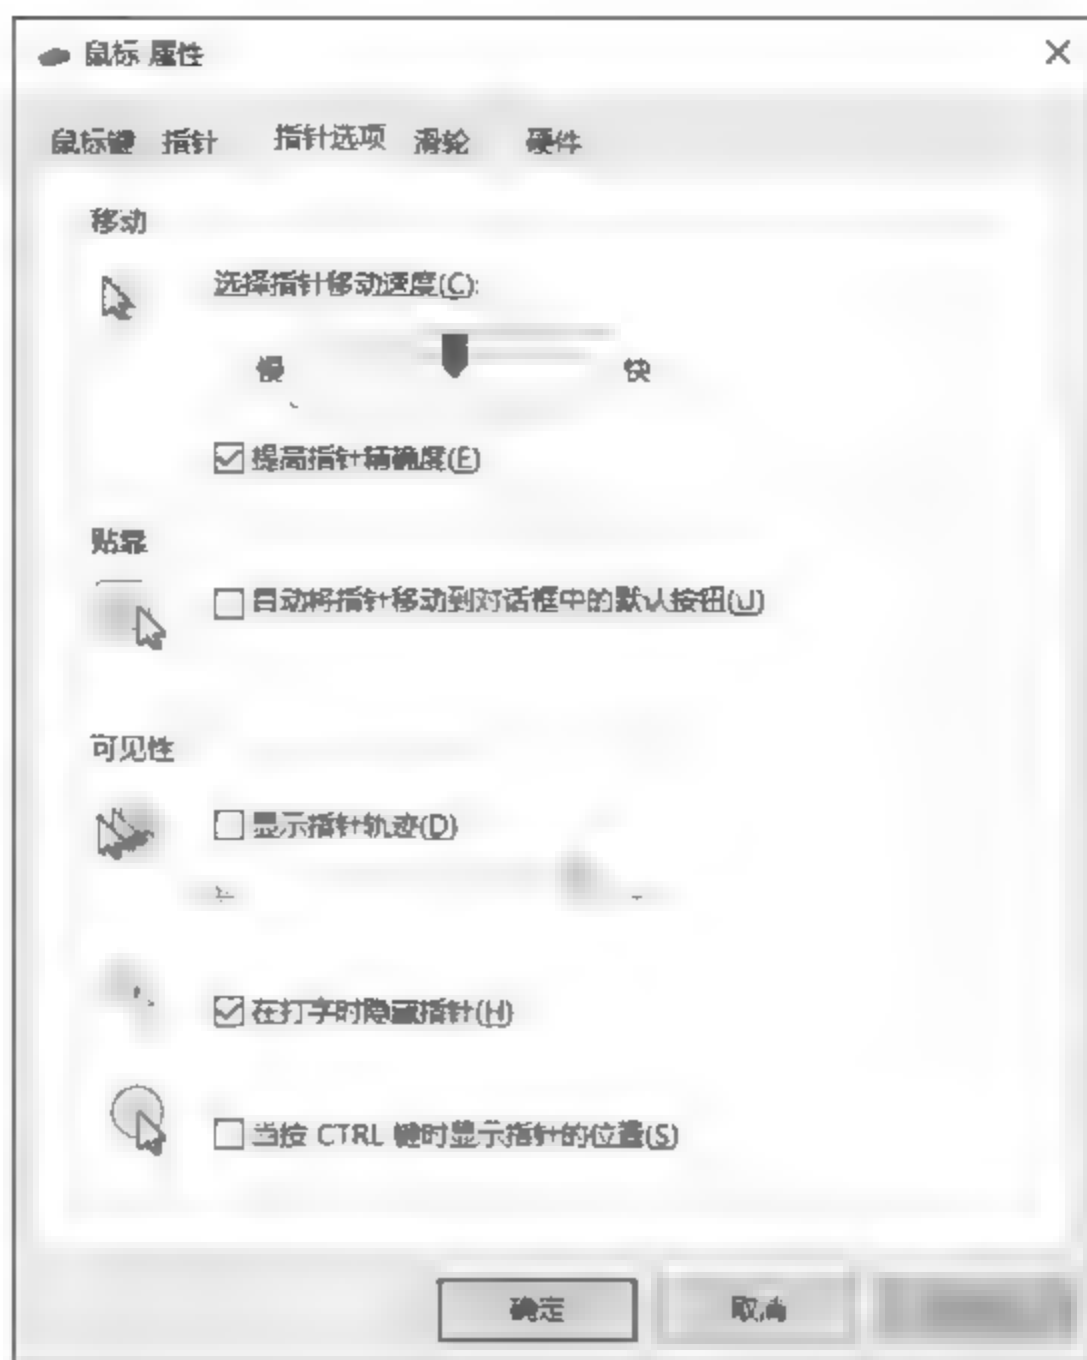 鼠标 属性
鼠标键 指针 指针选项 滑轮 硬件
移动
选择指针移动速度(C):
慢 快
提高指针精确度(E)
贴靠
自动将指针移动到对话框中的默认按钮(U)
可见性
显示指针轨迹(D)
在打字时隐藏指针(H)
当按 CTRL 键时显示指针的位置(S)
确定 取消